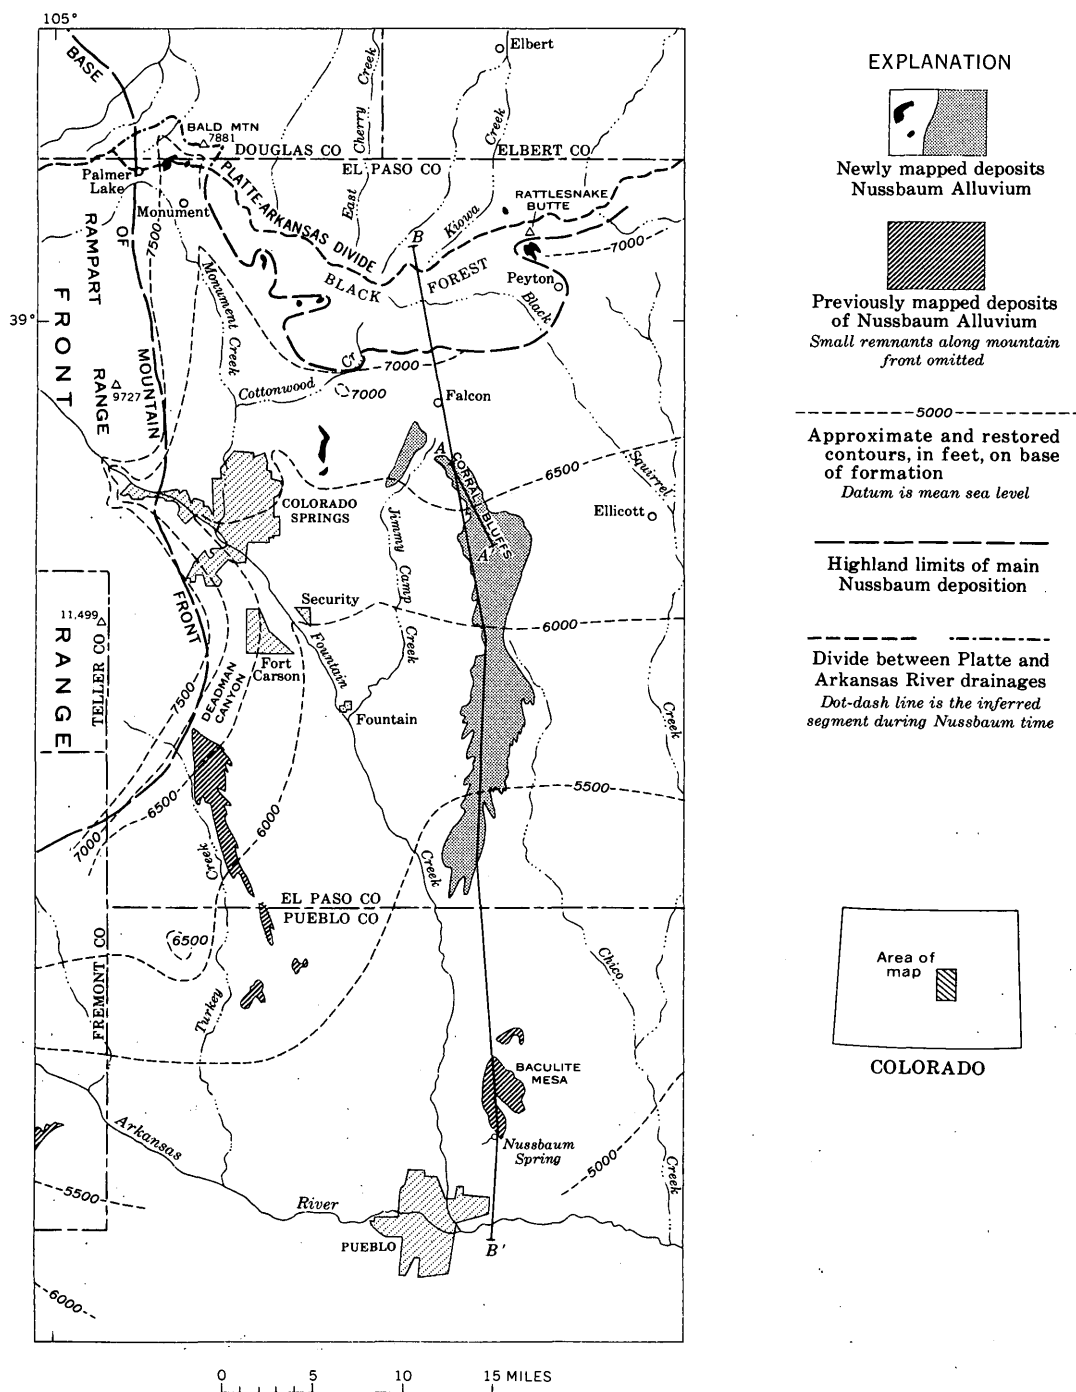 105°
BASE
OF
MOUNTAIN
FRONT
Elbert
East Cherry Creek
Creek
Kiowa
BALD MTN
7881
DOUGLAS CO
EL PASO CO
ELBERT CO
Palmer
Lake
PLATTE-ARKANSAS DIVIDE
RATTLESNAKE
BUTTE
Monument
7500
B
7000
BLACK
FOREST
Peyton
Black
RAMPART
RANGE
FRONT
Monument Creek
39°
9727
Cr
7000
Cottonwood
7000
Falcon
A
CORRAL BLUFFS
A'
6500
Squirrel
COLORADO
SPRINGS
Ellicott
Jimmy Camp
Creek
Security
6000
11,499
RANGE
TELLER CO
Fort
Carson
Fountain
DEADMAN
CANYON
7500
Fountain
Creek
6500
6000
5500
7000
Creek
Creek
EL PASO CO
PUEBLO CO
6500
FREMONT CO
Turkey
Chico
BACULITE
MESA
Arkansas
Nussbaum
Spring
5000
Creek
5500
River
PUEBLO
B'
6000
0 5 10 15 MILES
EXPLANATION
Newly mapped deposits
Nussbaum Alluvium
Previously mapped deposits
of Nussbaum Alluvium
Small remnants along mountain
front omitted
5000
Approximate and restored
contours, in feet, on base
of formation
Datum is mean sea level
Highland limits of main
Nussbaum deposition
Divide between Platte and
Arkansas River drainages
Dot-dash line is the inferred
segment during Nussbaum time
Area of
map
COLORADO